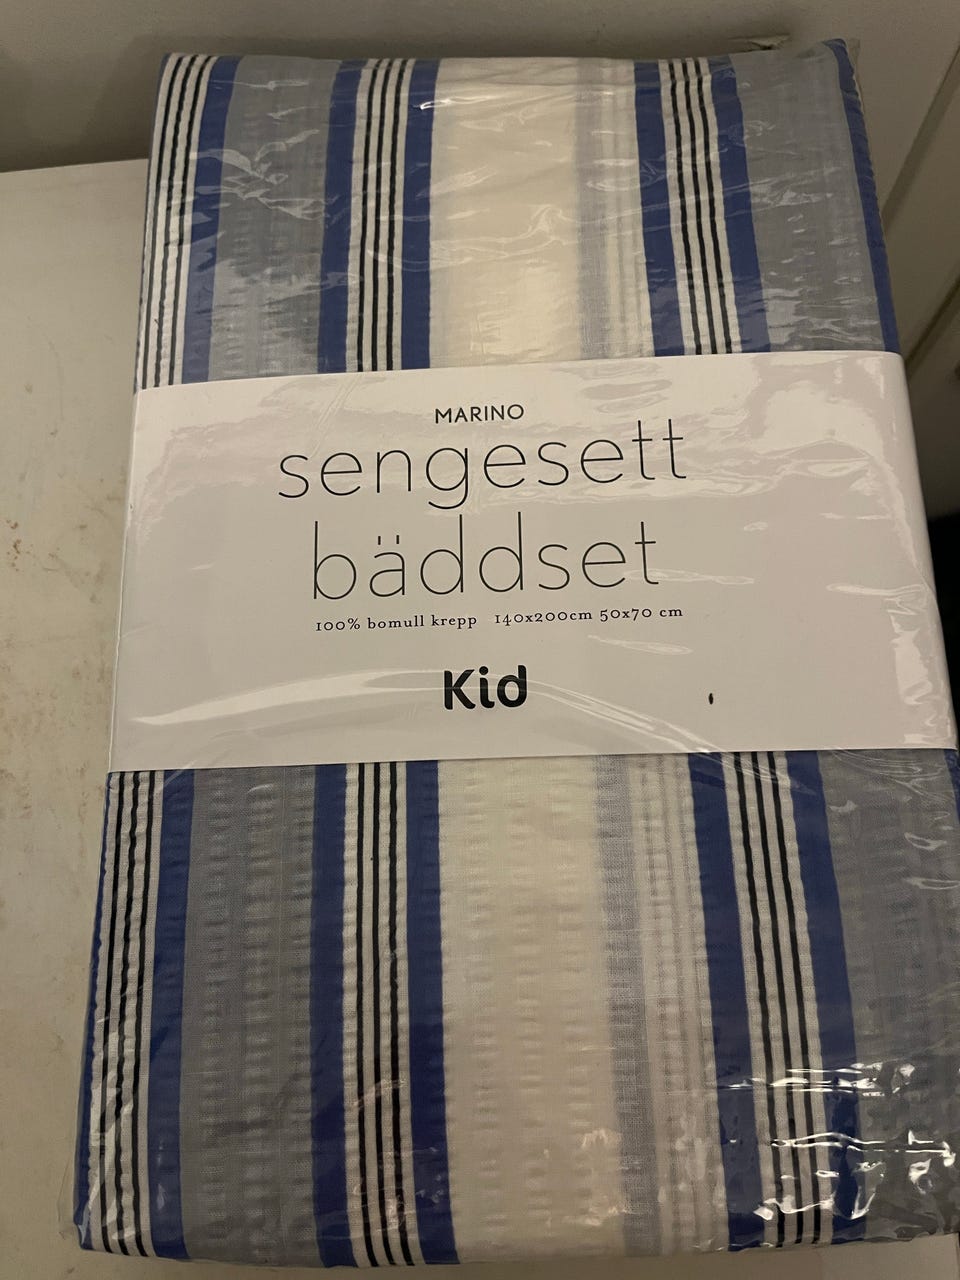 MARINO
sengesett
bäddset
100% bomull krepp 140x200cm 50x70 cm
Kid